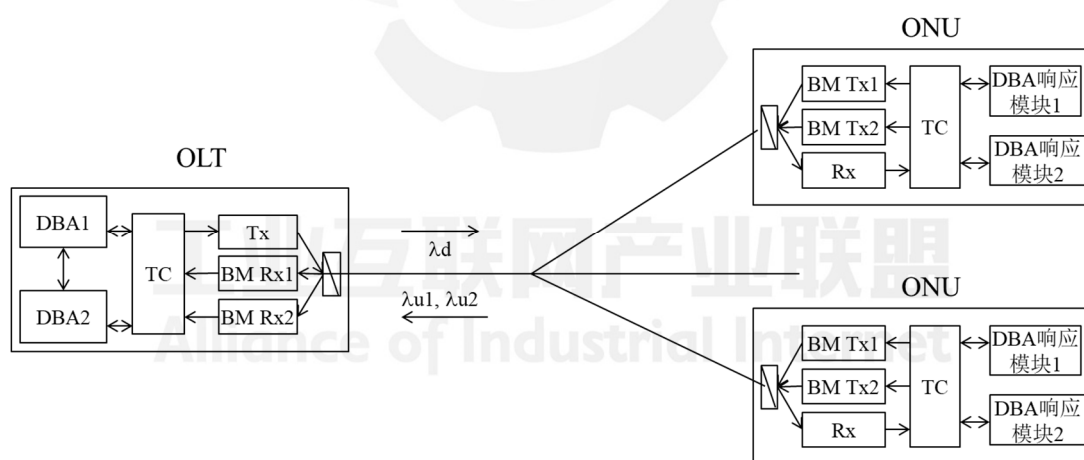 ONU
BM Tx1
BM Tx2
Rx
TC
DBA响应
模块1
DBA响应
模块2
OLT
DBA1
DBA2
TC
Tx
BM Rx1
BM Rx2
λd
λu1, λu2
工业互联网产业联盟
Alliance of Industrial Internet
ONU
BM Tx1
BM Tx2
Rx
TC
DBA响应
模块1
DBA响应
模块2